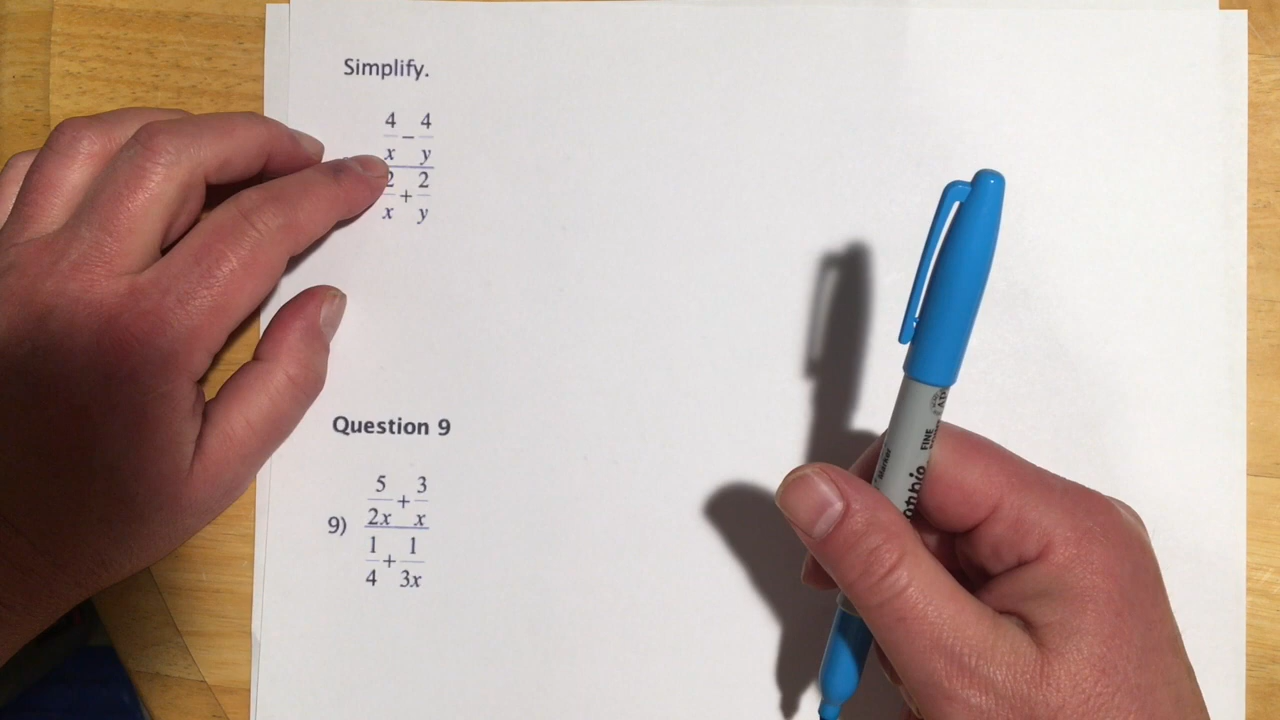 Simplify.
4/x − 4/y
2/x + 2/y
Question 9
9) 5/2x + 3/x
1/4 + 1/3x
FINE